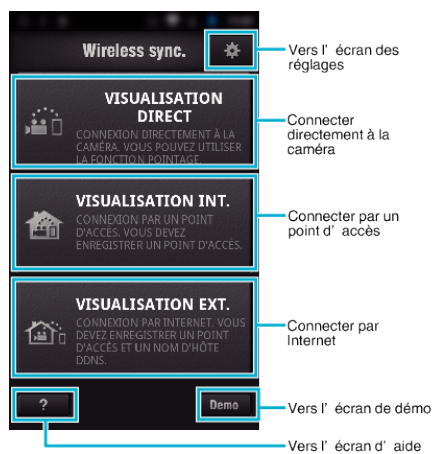 Wireless sync.
Vers l' écran des
réglages
VISUALISATION
DIRECT
CONNEXION DIRECTEMENT À LA
CAMÉRA. VOUS POUVEZ UTILISER
LA FONCTION POINTAGE.
Connecter
directement à la
caméra
VISUALISATION INT.
CONNEXION PAR UN POINT
D'ACCÈS. VOUS DEVEZ
ENREGISTRER UN POINT D'ACCÈS.
Connecter par un
point d' accès
VISUALISATION EXT.
CONNEXION PAR INTERNET. VOUS
DEVEZ ENREGISTRER UN POINT
D'ACCÈS ET UN NOM D'HÔTE
DDNS.
Connecter par
Internet
?
Demo
Vers l' écran de démo
Vers l' écran d' aide